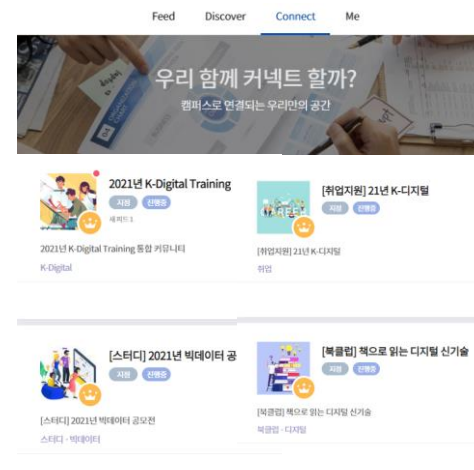 Feed Discover Connect Me
우리 함께 커넥트 할까?
캠퍼스로 연결되는 우리만의 공간
2021년 K-Digital Training
지정 진행중
새 피드 1
2021년 K-Digital Training 통합 커뮤니티
K-Digital
[취업지원] 21년 K-디지털
지정 진행중
[취업지원] 21년 K-디지털
취업
[스터디] 2021년 빅데이터 공
지정 진행중
[스터디] 2021년 빅데이터 공모전
스터디 · 빅데이터
[북클럽] 책으로 읽는 디지털 신기술
지정 진행중
[북클럽] 책으로 읽는 디지털 신기술
북클럽 · 디지털